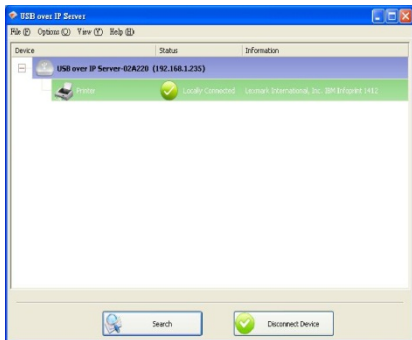 USB over IP Server
File (F) Options (O) View (V) Help (H)
Device Status Information
USB over IP Server-02A220 (192.168.1.235)
Printer Locally Connected Lexmark International, Inc. IBM Infoprint 1412
Search Disconnect Device